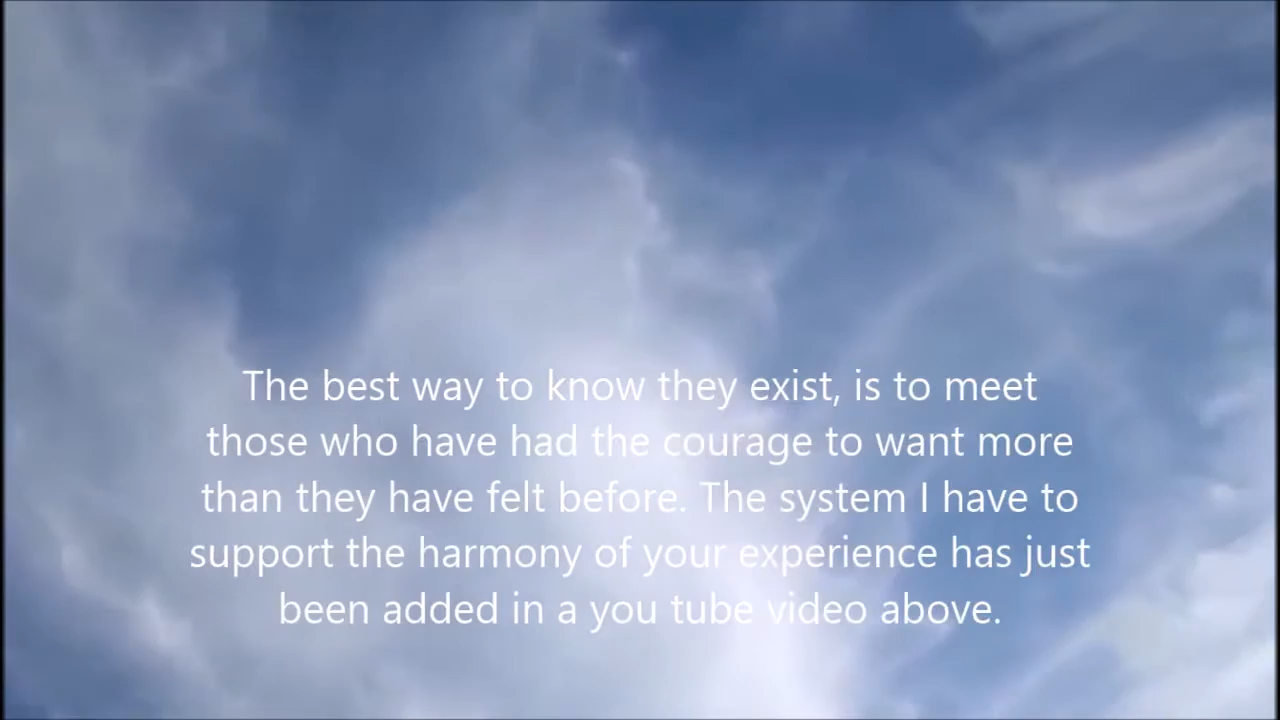 The best way to know they exist, is to meet
those who have had the courage to want more
than they have felt before. The system I have to
support the harmony of your experience has just
been added in a you tube video above.